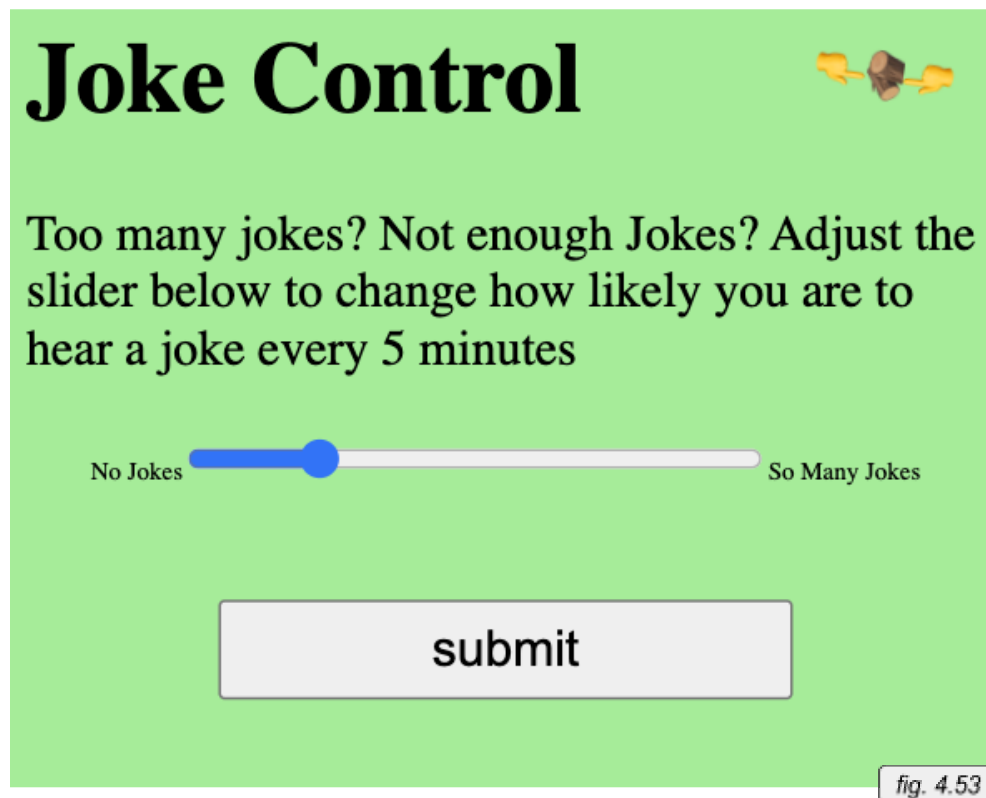 Joke Control
Too many jokes? Not enough Jokes? Adjust the
slider below to change how likely you are to
hear a joke every 5 minutes
No Jokes
So Many Jokes
submit
fig. 4.53